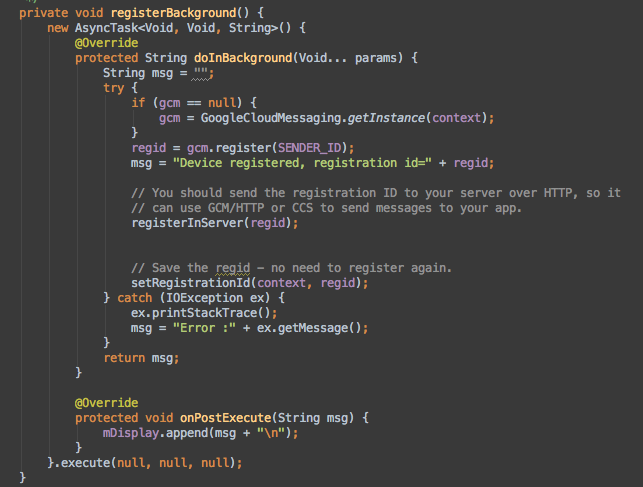 */
private void registerBackground() {
    new AsyncTask<Void, Void, String>() {
        @Override
        protected String doInBackground(Void... params) {
            String msg = "";
            try {
                if (gcm == null) {
                    gcm = GoogleCloudMessaging.getInstance(context);
                }
                regid = gcm.register(SENDER_ID);
                msg = "Device registered, registration id=" + regid;

                // You should send the registration ID to your server over HTTP, so it
                // can use GCM/HTTP or CCS to send messages to your app.
                registerInServer(regid);


                // Save the regid - no need to register again.
                setRegistrationId(context, regid);
            } catch (IOException ex) {
                ex.printStackTrace();
                msg = "Error :" + ex.getMessage();
            }
            return msg;
        }

        @Override
        protected void onPostExecute(String msg) {
            mDisplay.append(msg + "\n");
        }
    }.execute(null, null, null);
}